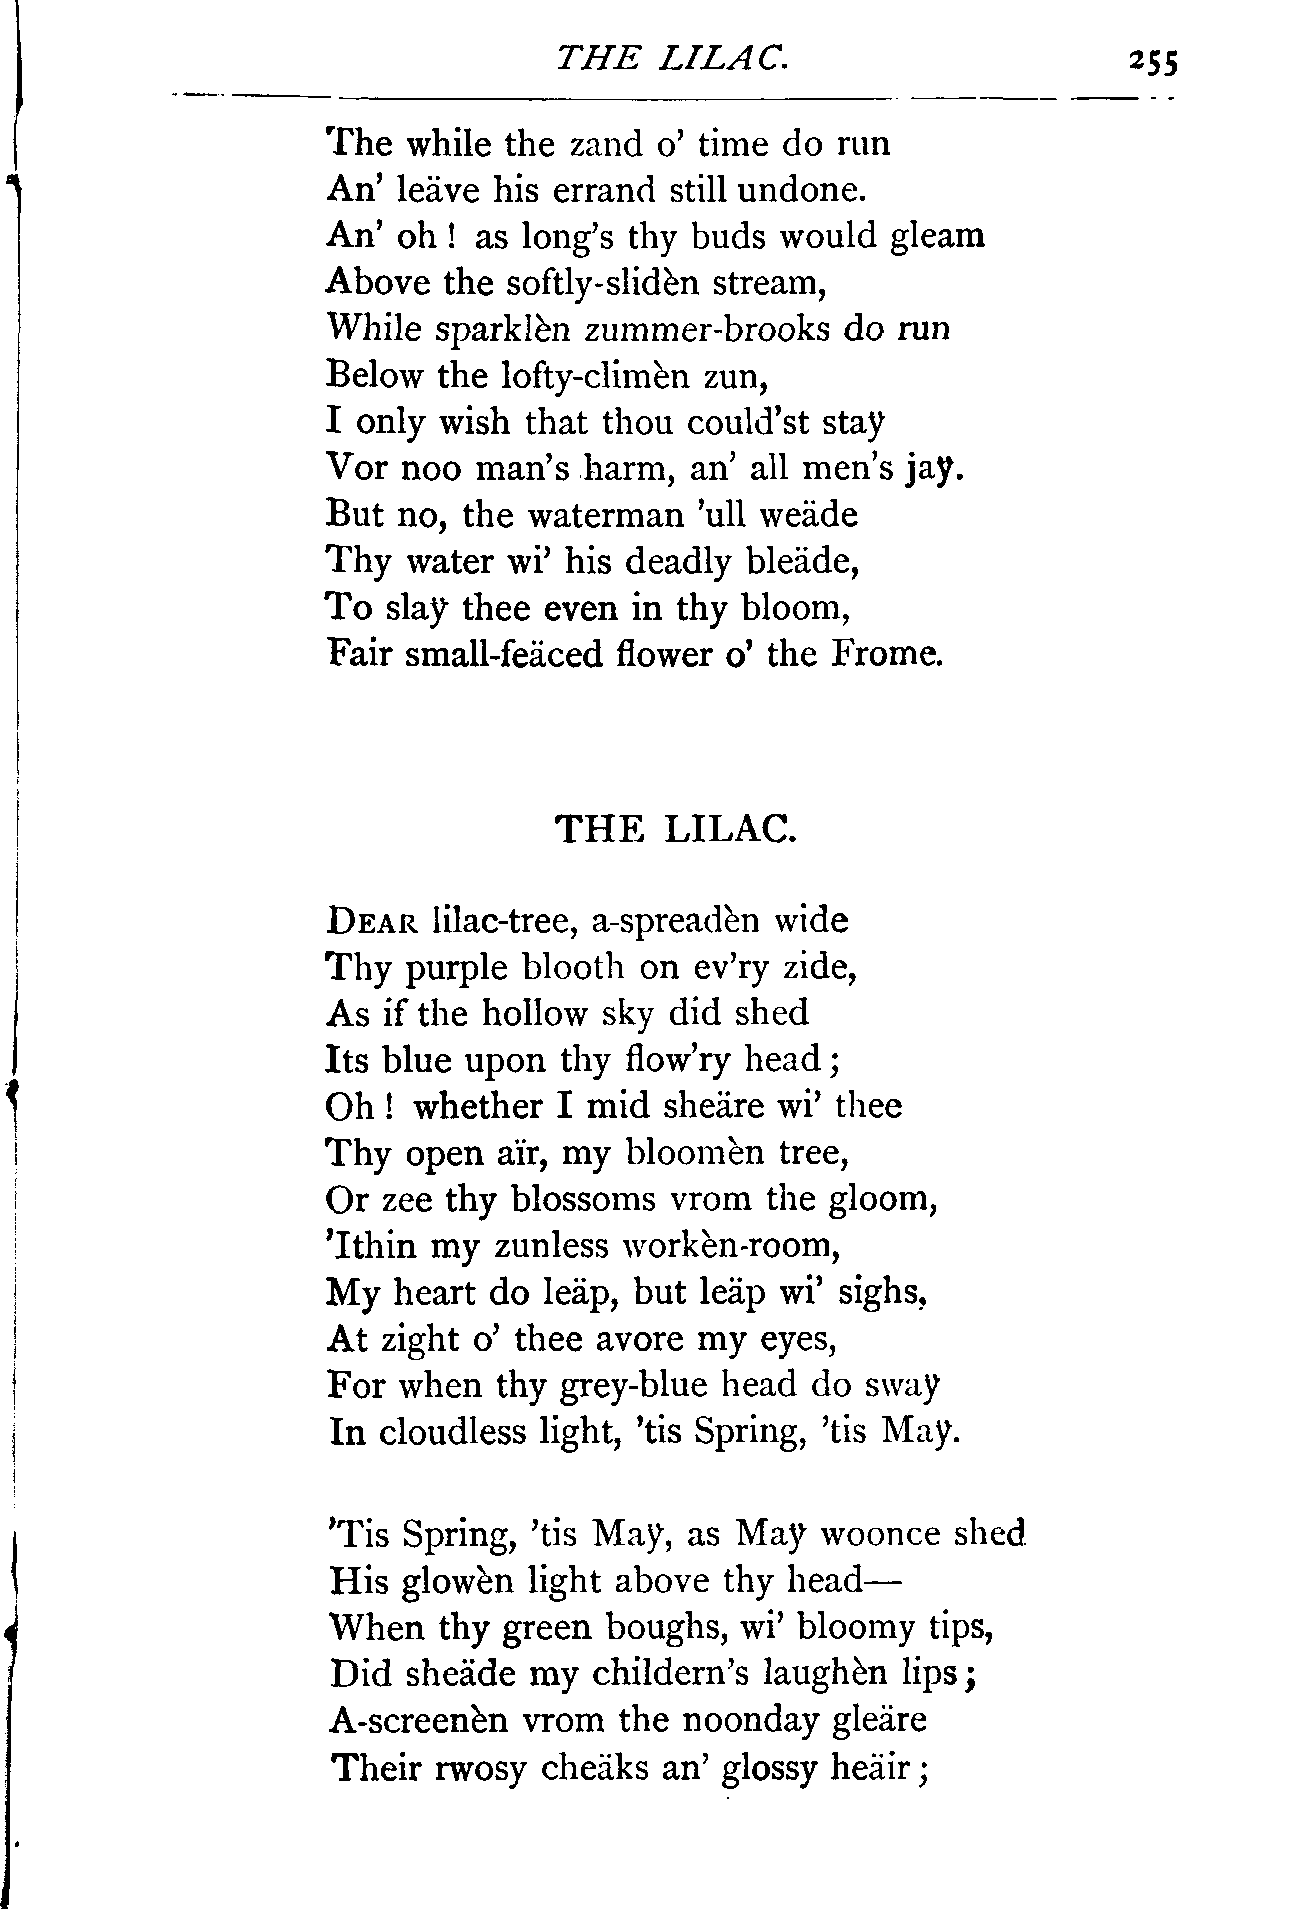 THE LILAC. 255
The while the zand o' time do run
An' leäve his errand still undone.
An' oh! as long's thy buds would gleam
Above the softly-slidèn stream,
While sparklèn zummer-brooks do run
Below the lofty-climèn zun,
I only wish that thou could'st staÿ
Vor noo man's harm, an' all men's jaÿ.
But no, the waterman 'ull weäde
Thy water wi' his deadly bleäde,
To slaÿ thee even in thy bloom,
Fair small-feäced flower o' the Frome.
THE LILAC.
DEAR lilac-tree, a-spreadèn wide
Thy purple blooth on ev'ry zide,
As if the hollow sky did shed
Its blue upon thy flow'ry head;
Oh! whether I mid sheäre wi' thee
Thy open aïr, my bloomèn tree,
Or zee thy blossoms vrom the gloom,
'Ithin my zunless workèn-room,
My heart do leäp, but leäp wi' sighs,
At zight o' thee avore my eyes,
For when thy grey-blue head do swaÿ
In cloudless light, 'tis Spring, 'tis Maÿ.
'Tis Spring, 'tis Maÿ, as Maÿ woonce shed
His glowèn light above thy head—
When thy green boughs, wi' bloomy tips,
Did sheäde my childern's laughèn lips;
A-screenèn vrom the noonday gleäre
Their rwosy cheäks an' glossy heäir;